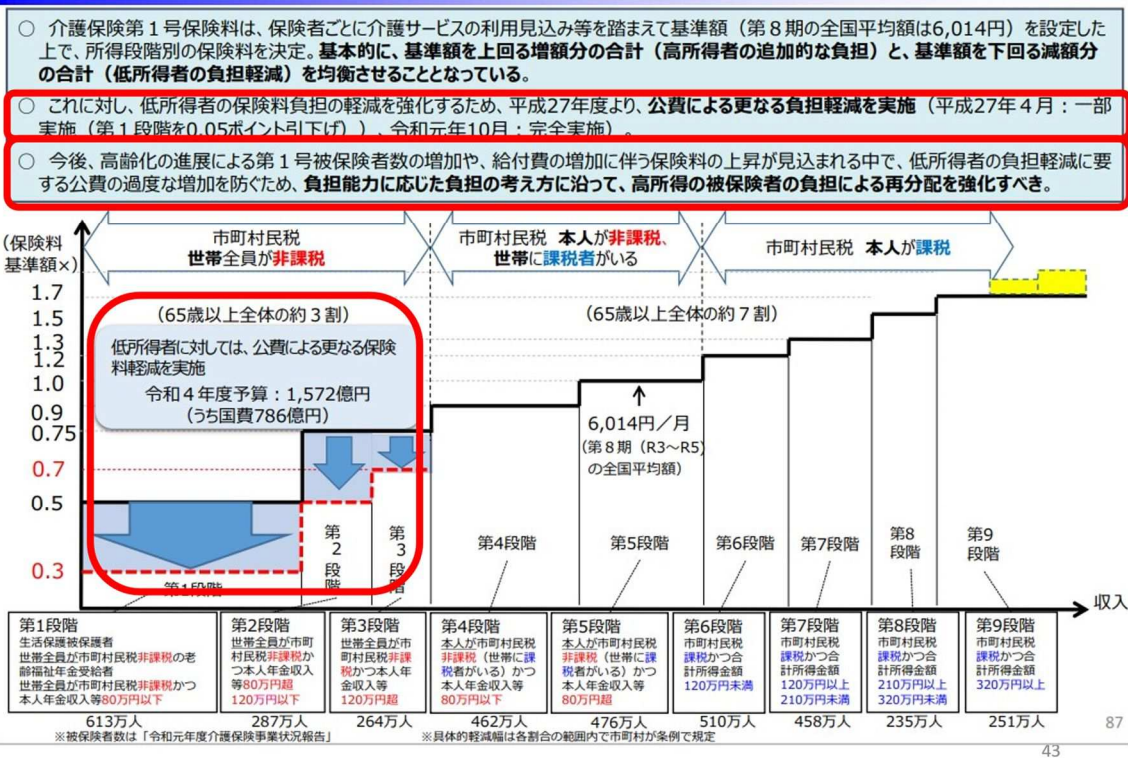 ○ 介護保険第１号保険料は、保険者ごとに介護サービスの利用見込み等を踏まえて基準額（第８期の全国平均額は6,014円）を設定した
上で、所得段階別の保険料を決定。基本的に、基準額を上回る増額分の合計（高所得者の追加的な負担）と、基準額を下回る減額分
の合計（低所得者の負担軽減）を均衡させることとなっている。
○ これに対し、低所得者の保険料負担の軽減を強化するため、平成27年度より、公費による更なる負担軽減を実施（平成27年４月：一部
実施（第１段階を0.05ポイント引下げ））、令和元年10月：完全実施）。
○ 今後、高齢化の進展による第１号被保険者数の増加や、給付費の増加に伴う保険料の上昇が見込まれる中で、低所得者の負担軽減に要
する公費の過度な増加を防ぐため、負担能力に応じた負担の考え方に沿って、高所得の被保険者の負担による再分配を強化すべき。
(保険料
基準額×)
市町村民税
世帯全員が非課税
市町村民税 本人が非課税、
世帯に課税者がいる
市町村民税 本人が課税
1.7
1.5
1.3
1.2
1.0
0.9
0.75
0.7
0.5
0.3
（65歳以上全体の約３割）
（65歳以上全体の約７割）
低所得者に対しては、公費による更なる保険
料軽減を実施
令和４年度予算：1,572億円
（うち国費786億円）
6,014円／月
(第８期（R3～R5)
の全国平均額）
第1段階
第2段階
第3段階
第4段階
第5段階
第6段階
第7段階
第8
段階
第9
段階
収入
第1段階
生活保護被保護者
世帯全員が市町村民税非課税の老
齢福祉年金受給者
世帯全員が市町村民税非課税かつ
本人年金収入等80万円以下
第2段階
世帯全員が市町
村民税非課税か
つ本人年金収入
等80万円超
120万円以下
第3段階
世帯全員が市
町村民税非課
税かつ本人年
金収入等
120万円超
第4段階
本人が市町村民税
非課税（世帯に課
税者がいる）かつ
本人年金収入等
80万円以下
第5段階
本人が市町村民税
非課税（世帯に課
税者がいる）かつ
本人年金収入等
80万円超
第6段階
市町村民税
課税かつ合
計所得金額
120万円未満
第7段階
市町村民税
課税かつ合
計所得金額
120万円以上
210万円未満
第8段階
市町村民税
課税かつ合
計所得金額
210万円以上
320万円未満
第9段階
市町村民税
課税かつ合
計所得金額
320万円以上
613万人
287万人
264万人
462万人
476万人
510万人
458万人
235万人
251万人
※被保険者数は「令和元年度介護保険事業状況報告」
※具体的軽減幅は各割合の範囲内で市町村が条例で規定
87
43